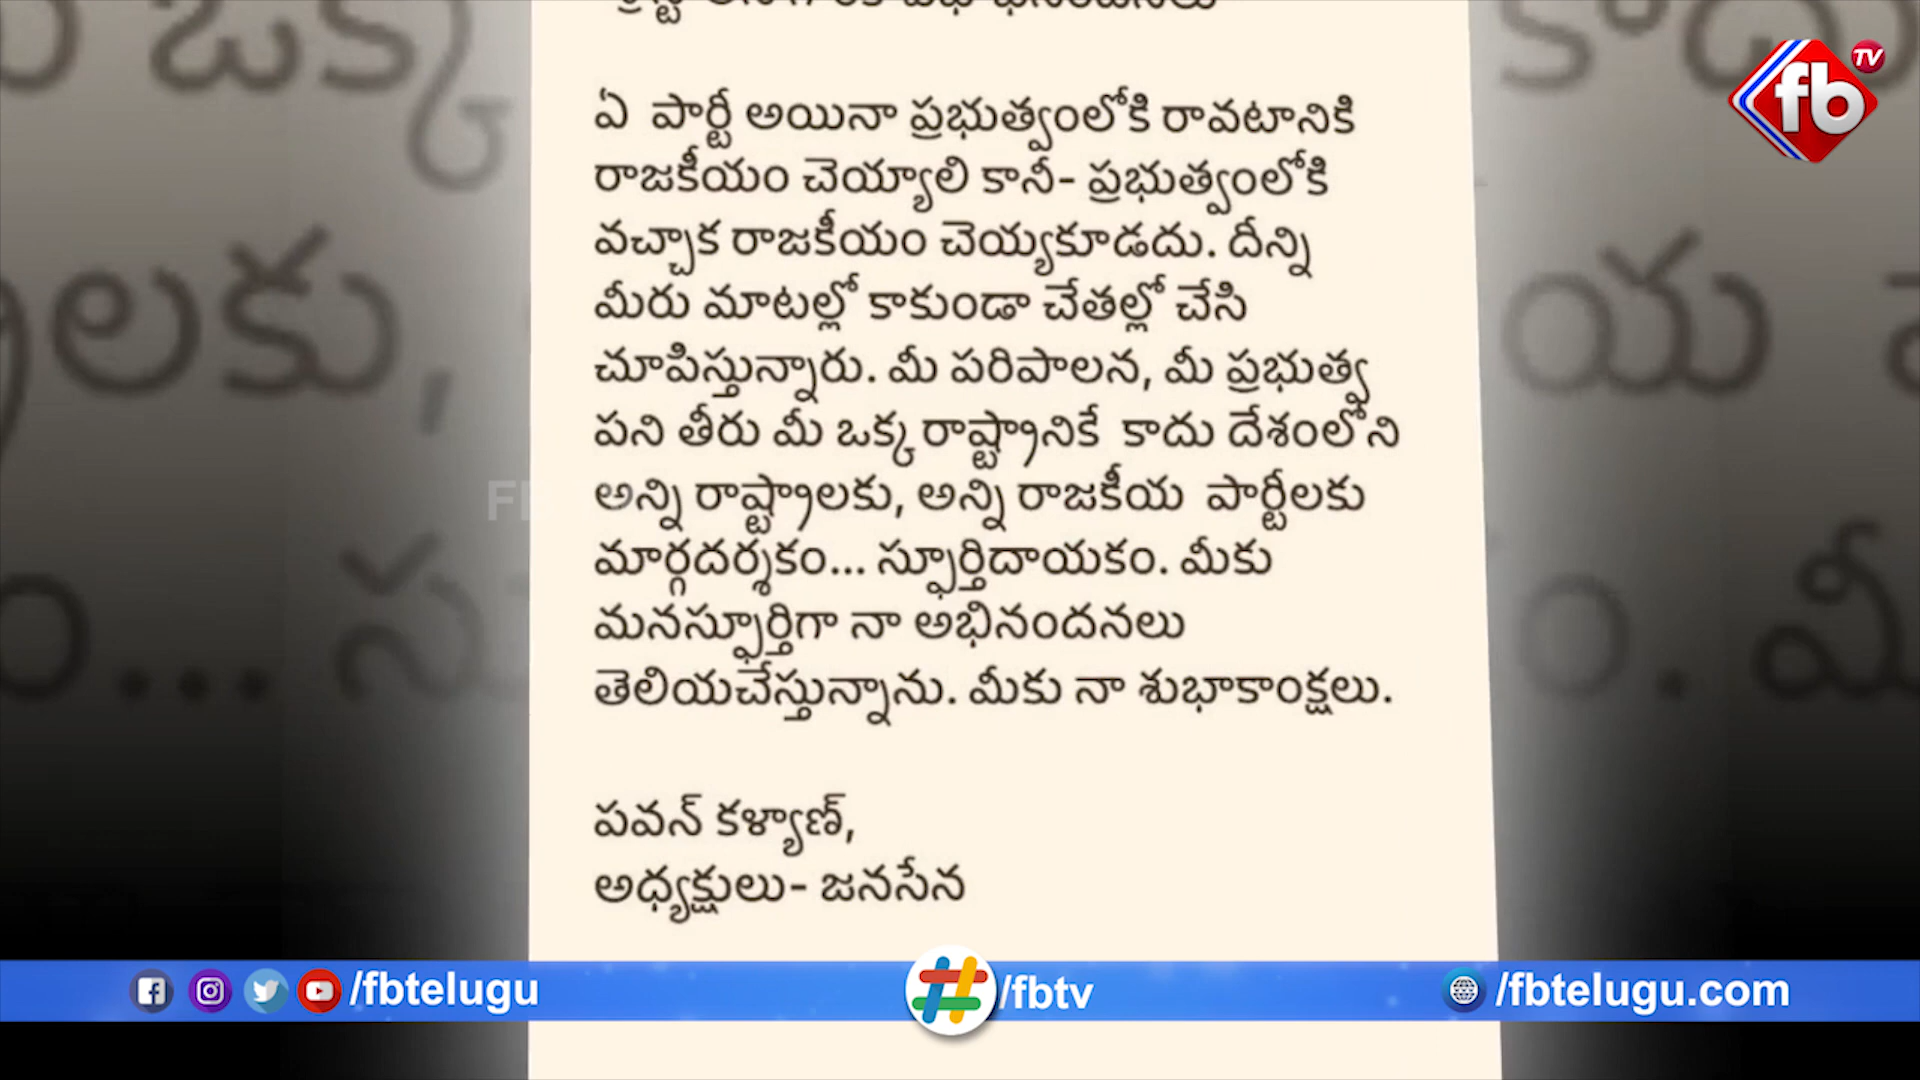 ఏ పార్టీ అయినా ప్రభుత్వంలోకి రావటానికి
రాజకీయం చెయ్యాలి కానీ- ప్రభుత్వంలోకి
వచ్చాక రాజకీయం చెయ్యకూడదు. దీన్ని
మీరు మాటల్లో కాకుండా చేతల్లో చేసి
చూపిస్తున్నారు. మీ పరిపాలన, మీ ప్రభుత్వ
పని తీరు మీ ఒక్క రాష్ట్రానికే కాదు దేశంలోని
అన్ని రాష్ట్రాలకు, అన్ని రాజకీయ పార్టీలకు
మార్గదర్శకం... స్ఫూర్తిదాయకం. మీకు
మనస్ఫూర్తిగా నా అభినందనలు
తెలియచేస్తున్నాను. మీకు నా శుభాకాంక్షలు.
పవన్ కళ్యాణ్,
అధ్యక్షులు- జనసేన
fb TV
/fbtelugu
#/fbtv
/fbtelugu.com